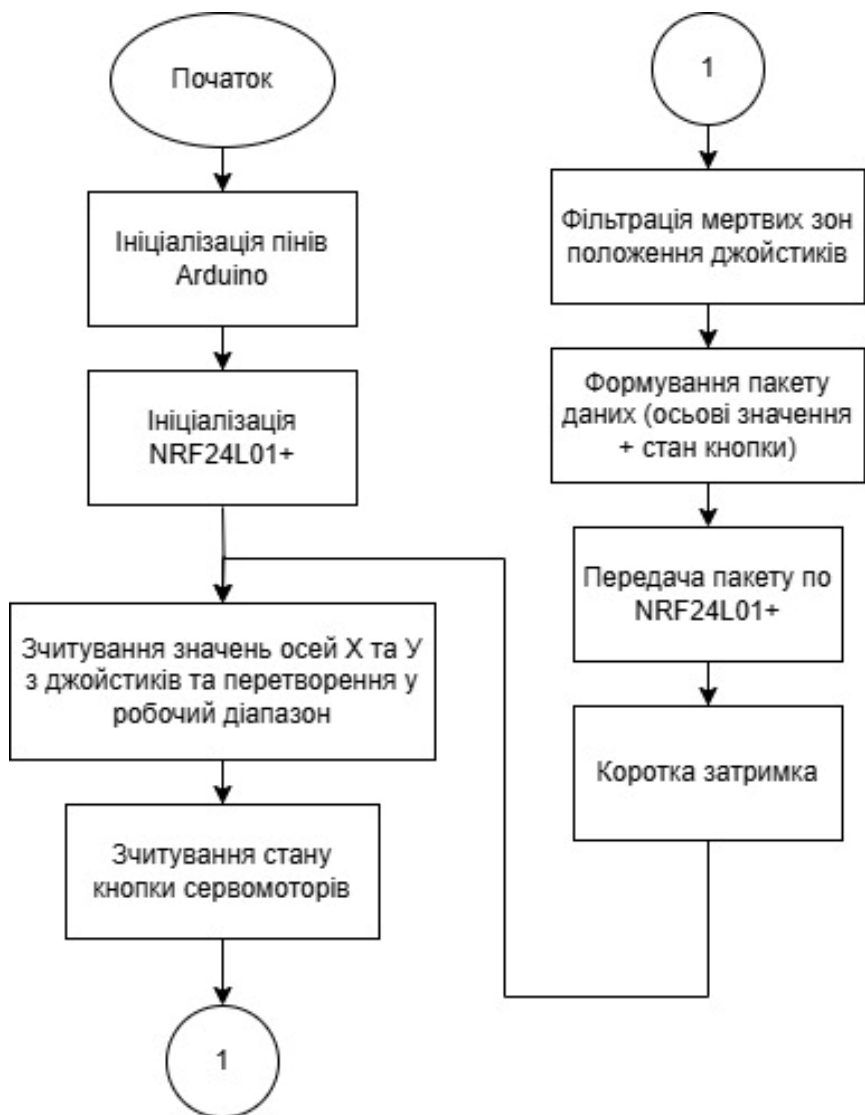 Початок
Ініціалізація пінів
Arduino
Ініціалізація
NRF24L01+
Зчитування значень осей X та У
з джойстиків та перетворення у
робочий діапазон
Зчитування стану
кнопки сервомоторів
1
1
Фільтрація мертвих зон
положення джойстиків
Формування пакету
даних (осьові значення
+ стан кнопки)
Передача пакету по
NRF24L01+
Коротка затримка